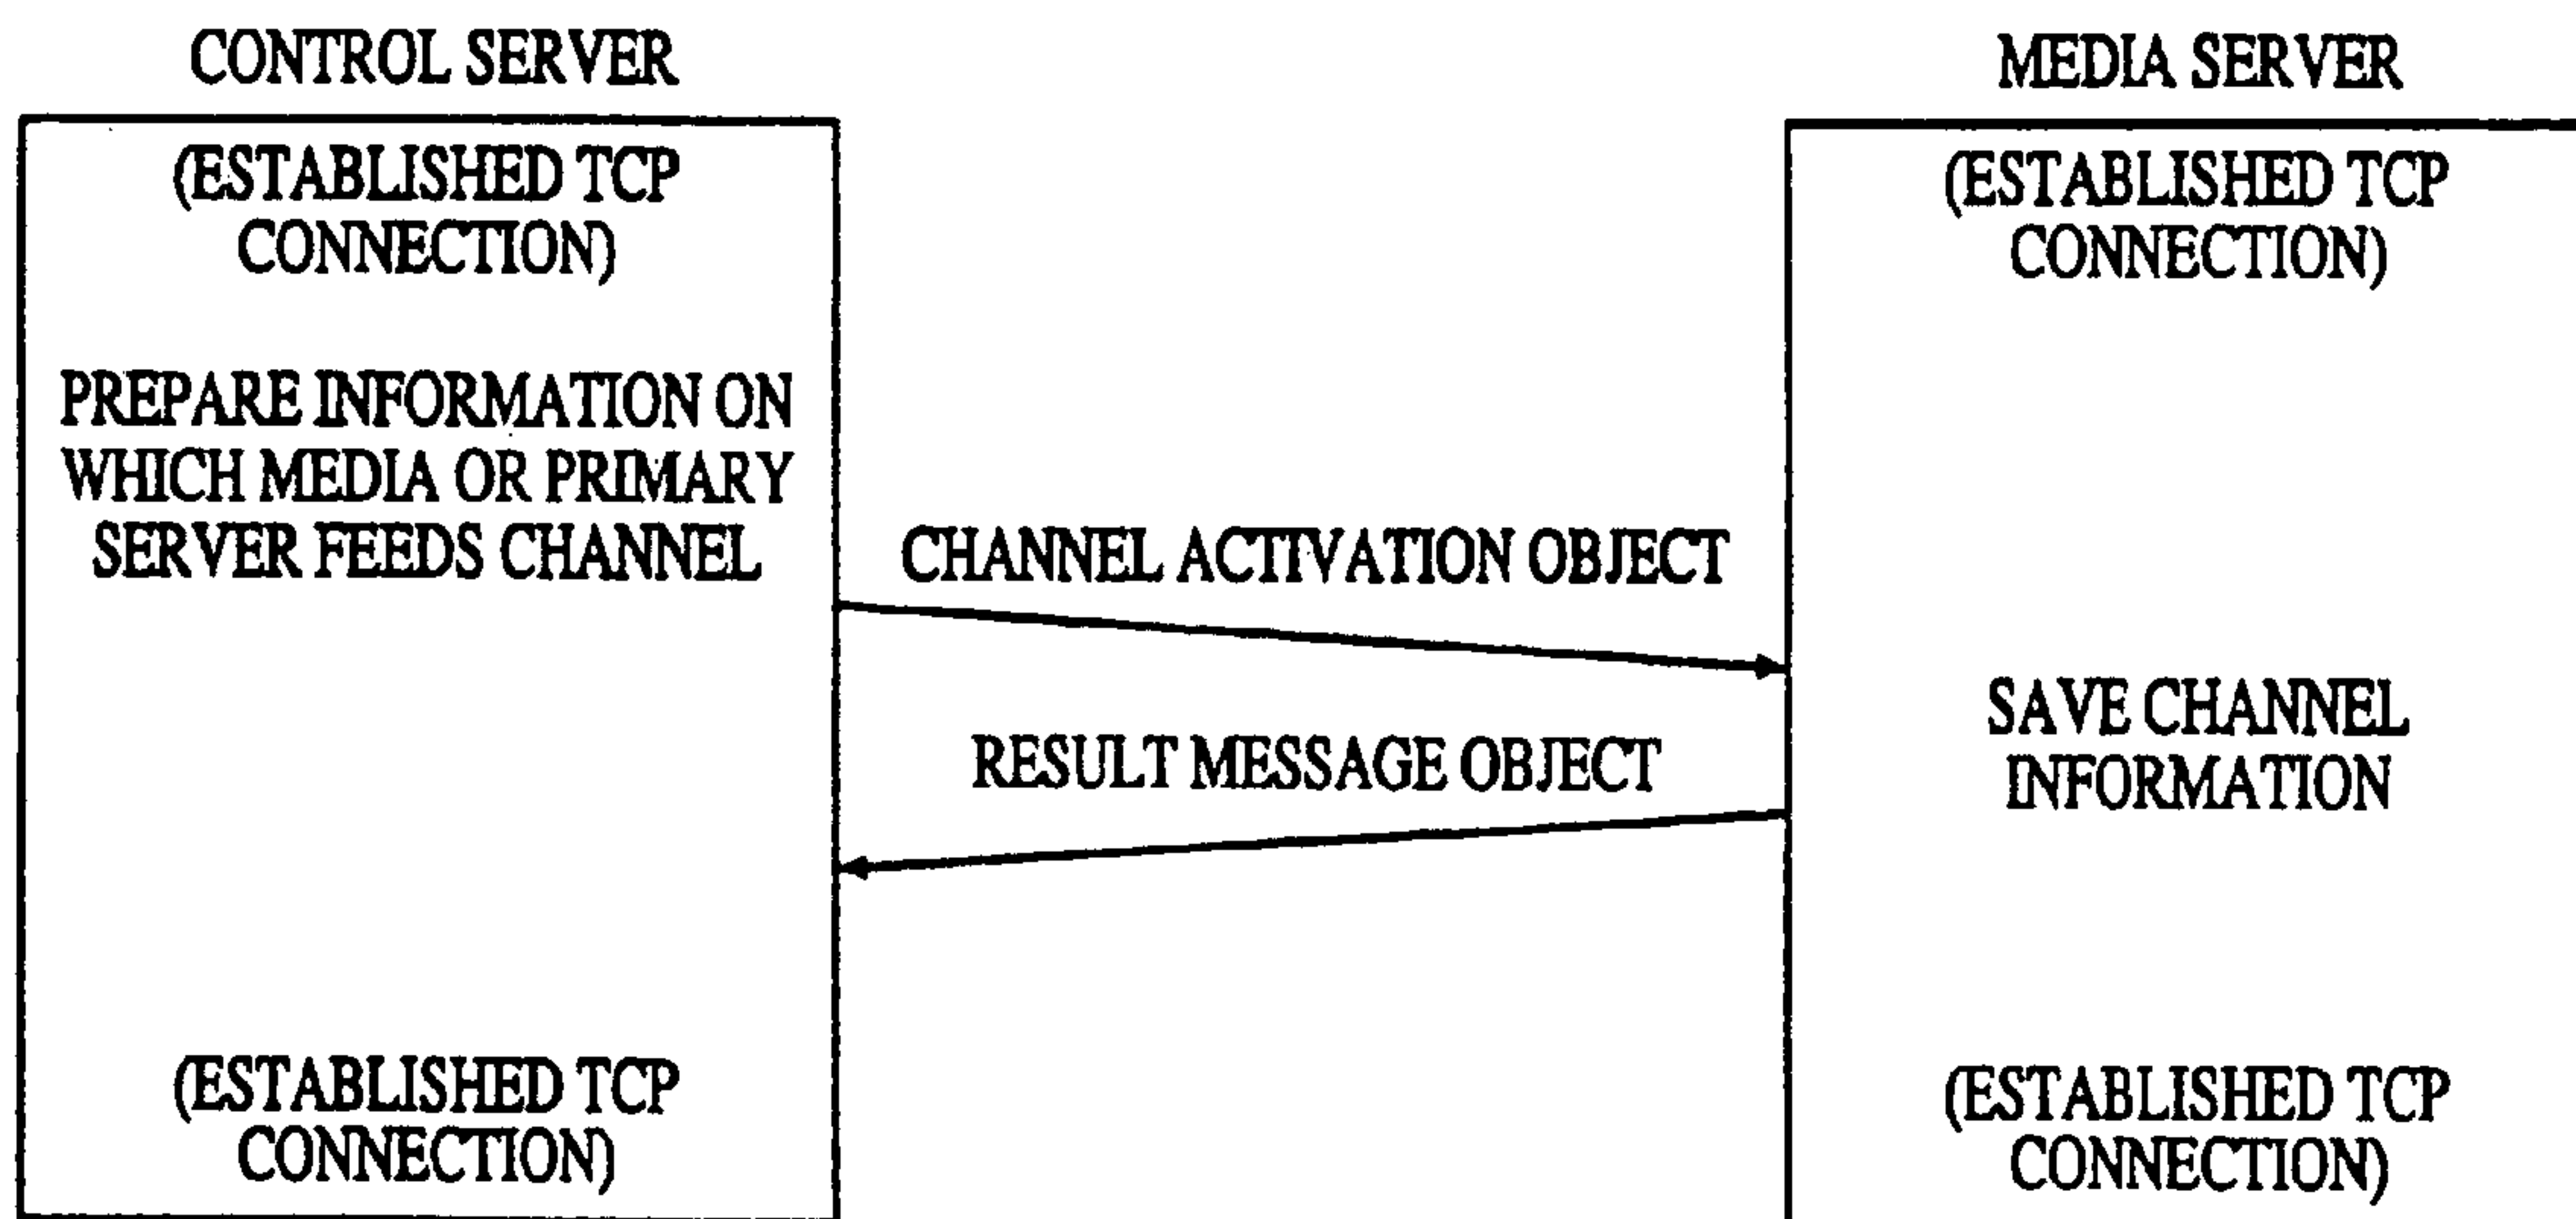 CONTROL SERVER
(ESTABLISHED TCP
CONNECTION)
PREPARE INFORMATION ON
WHICH MEDIA OR PRIMARY
SERVER FEEDS CHANNEL
(ESTABLISHED TCP
CONNECTION)
CHANNEL ACTIVATION OBJECT
RESULT MESSAGE OBJECT
MEDIA SERVER
(ESTABLISHED TCP
CONNECTION)
SAVE CHANNEL
INFORMATION
(ESTABLISHED TCP
CONNECTION)